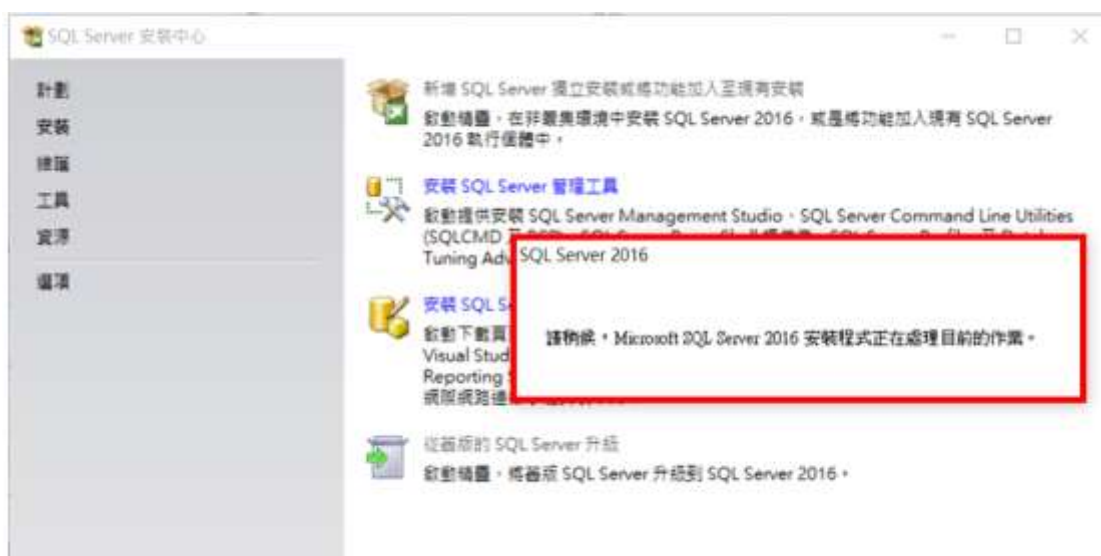 SQL Server 安裝中心
計劃
安裝
維護
工具
資源
選項
新增 SQL Server 獨立安裝或將功能加入至現有安裝
啟動精靈，在非叢集環境中安裝 SQL Server 2016，或是將功能加入現有 SQL Server
2016 執行個體中。
安裝 SQL Server 管理工具
啟動提供安裝 SQL Server Management Studio、SQL Server Command Line Utilities
(SQLCMD
Tuning Adv
SQL Server 2016
請稍候，Microsoft SQL Server 2016 安裝程式正在處理目前的作業。
安裝 SQL S
啟動下載頁
Visual Stud
Reporting
網際網路連
從舊版的 SQL Server 升級
啟動精靈，將舊版 SQL Server 升級到 SQL Server 2016。